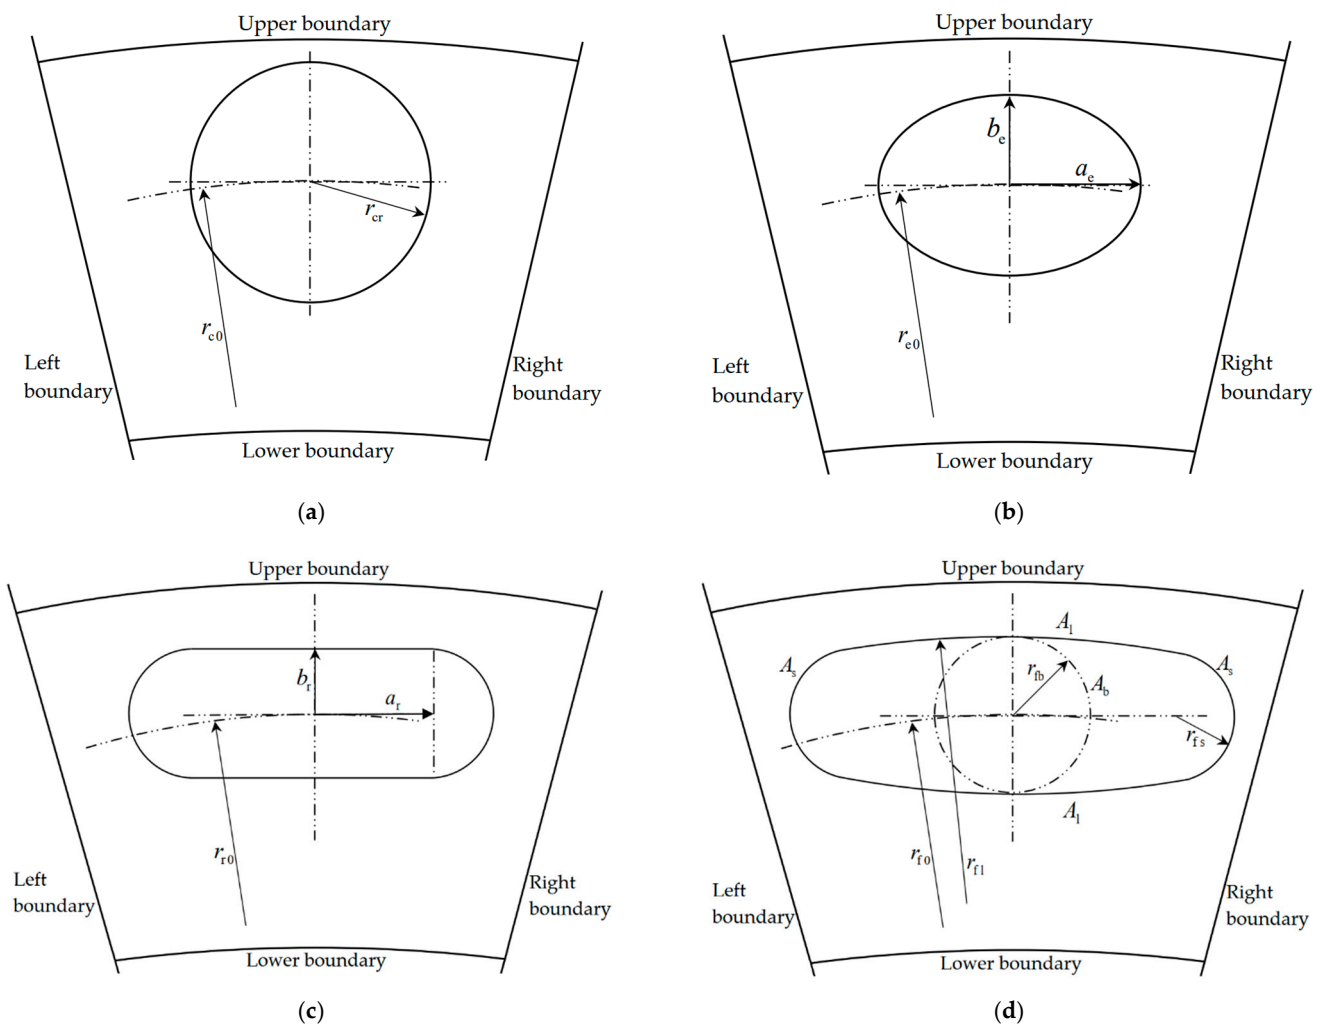 Upper boundary
r_cr
r_c0
Left
boundary
Right
boundary
Lower boundary
(a)
Upper boundary
b_e
a_e
r_e0
Left
boundary
Right
boundary
Lower boundary
(b)
Upper boundary
b_r
a_r
r_r0
Left
boundary
Right
boundary
Lower boundary
(c)
Upper boundary
A_l
A_s
A_s
r_fb
A_b
r_fs
A_l
r_f0
r_fl
Left
boundary
Right
boundary
Lower boundary
(d)